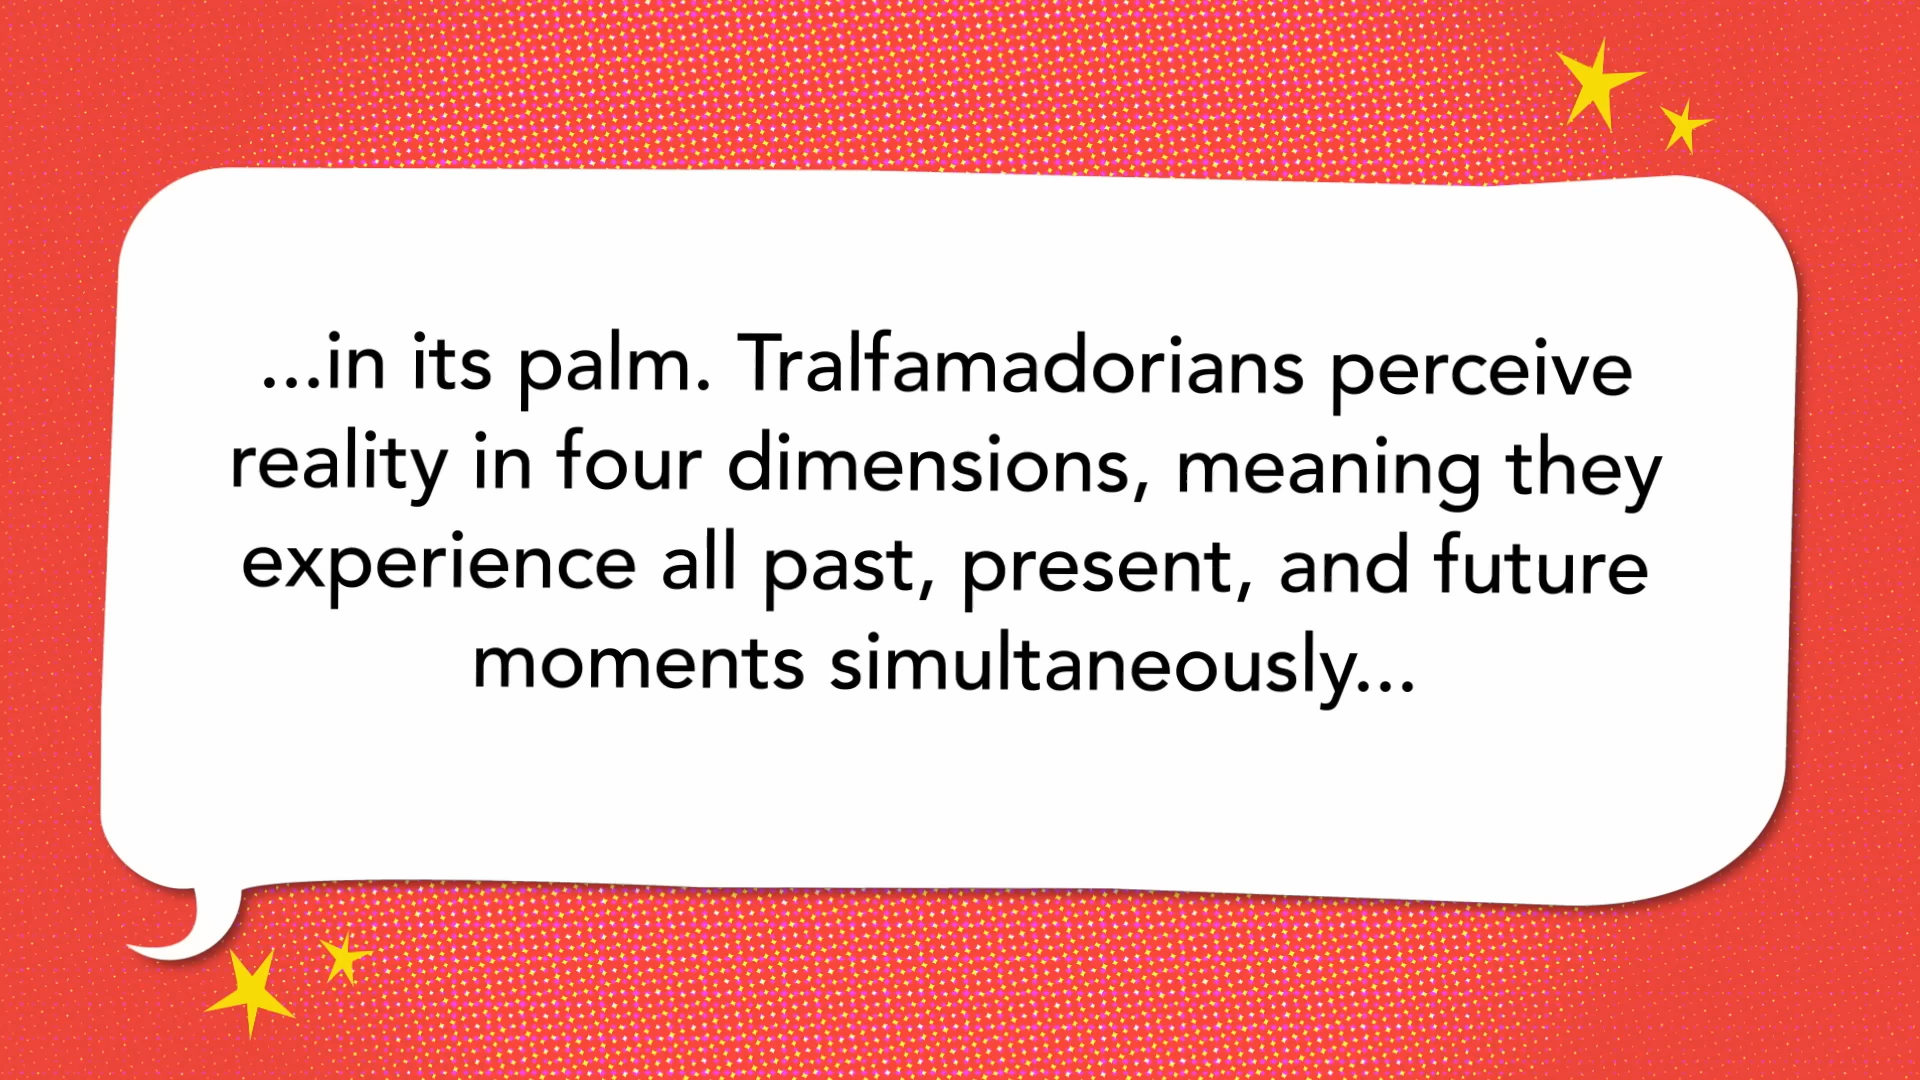 ...in its palm. Tralfamadorians perceive
reality in four dimensions, meaning they
experience all past, present, and future
moments simultaneously...